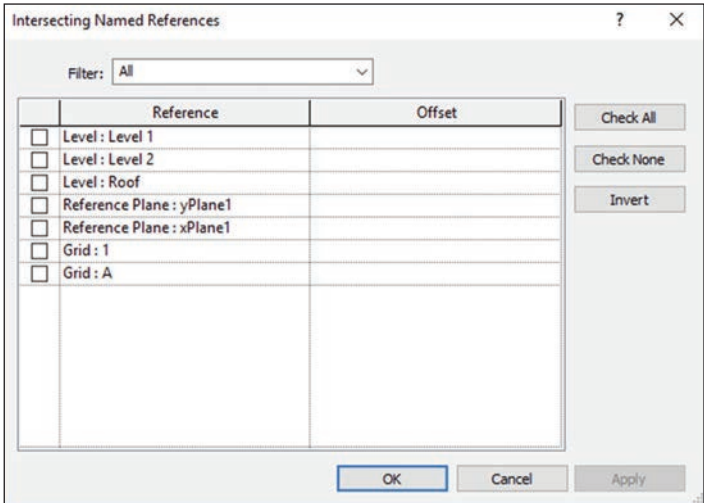 Intersecting Named References ? X
Filter: All
Reference Offset
Check All
Level : Level 1
Level : Level 2
Check None
Level : Roof
Reference Plane : yPlane1
Invert
Reference Plane : xPlane1
Grid : 1
Grid : A
OK Cancel Apply